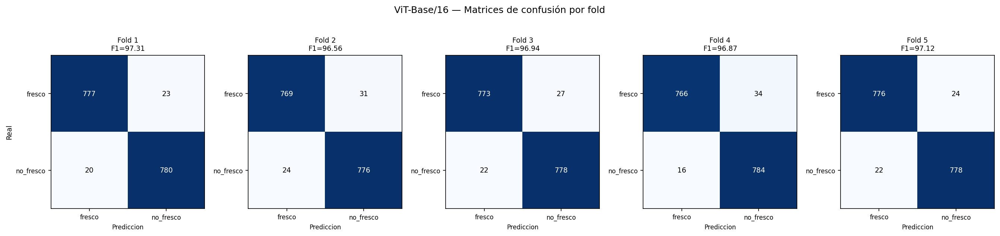 ViT-Base/16 — Matrices de confusión por fold
Fold 1
F1=97.31
Real
fresco
no_fresco
777
23
20
780
fresco
no_fresco
Prediccion
Fold 2
F1=96.56
fresco
no_fresco
769
31
24
776
fresco
no_fresco
Prediccion
Fold 3
F1=96.94
fresco
no_fresco
773
27
22
778
fresco
no_fresco
Prediccion
Fold 4
F1=96.87
fresco
no_fresco
766
34
16
784
fresco
no_fresco
Prediccion
Fold 5
F1=97.12
fresco
no_fresco
776
24
22
778
fresco
no_fresco
Prediccion